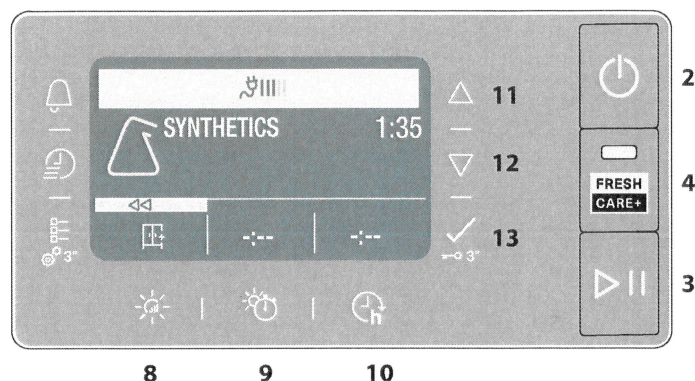 2
11
SYNTHETICS 1:35
12
FRESH
CARE+
4
-:-- -:--
13
3"
3"
3
h
8 9 10